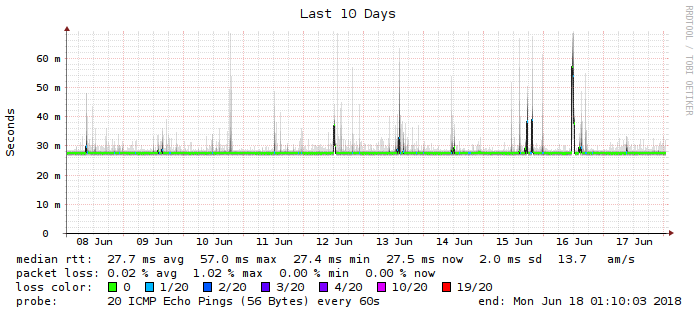 Last 10 Days
RRDTOOL / TOBI OETIKER
Seconds
60 m
50 m
40 m
30 m
20 m
10 m
0
08 Jun 09 Jun 10 Jun 11 Jun 12 Jun 13 Jun 14 Jun 15 Jun 16 Jun 17 Jun
median rtt: 27.7 ms avg 57.0 ms max 27.4 ms min 27.5 ms now 2.0 ms sd 13.7 am/s
packet loss: 0.02 % avg 1.02 % max 0.00 % min 0.00 % now
loss color: 0 1/20 2/20 3/20 4/20 10/20 19/20
probe: 20 ICMP Echo Pings (56 Bytes) every 60s end: Mon Jun 18 01:10:03 2018